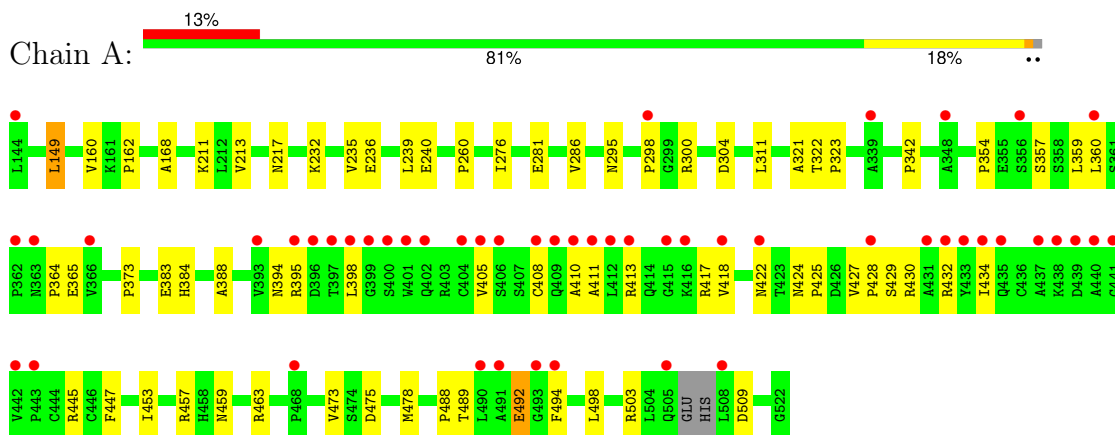 13%
Chain A:
81% 18% ••
L144 L149 V160 K161 P162 A168 K211 L212 V213 N217 K232 V235 E236 L239 E240 P260 I276 E281 V286 N295 P298 G299 R300 D304 L311 A321 T322 P323 A339 P342 A348 P354 E355 S356 S357 S358 L359 L360 S361
P362 N363 P364 E365 V366 P373 E383 H384 A388 V393 N394 R395 D396 T397 L398 G399 S400 W401 Q402 R403 C404 V405 S406 S407 C408 Q409 A410 A411 L412 R413 Q414 G415 K416 R417 V418 N422 T423 N424 P425 D426 V427 P428 S429 R430 A431 R432 Y433 I434 Q435 C436 A437 K438 D439 A440 C441
V442 P443 C444 R445 C446 F447 I453 R457 H458 N459 R463 P468 V473 S474 D475 M478 P488 T489 L490 A491 E492 G493 F494 L498 R503 L504 Q505 GLU HIS L508 D509 G522